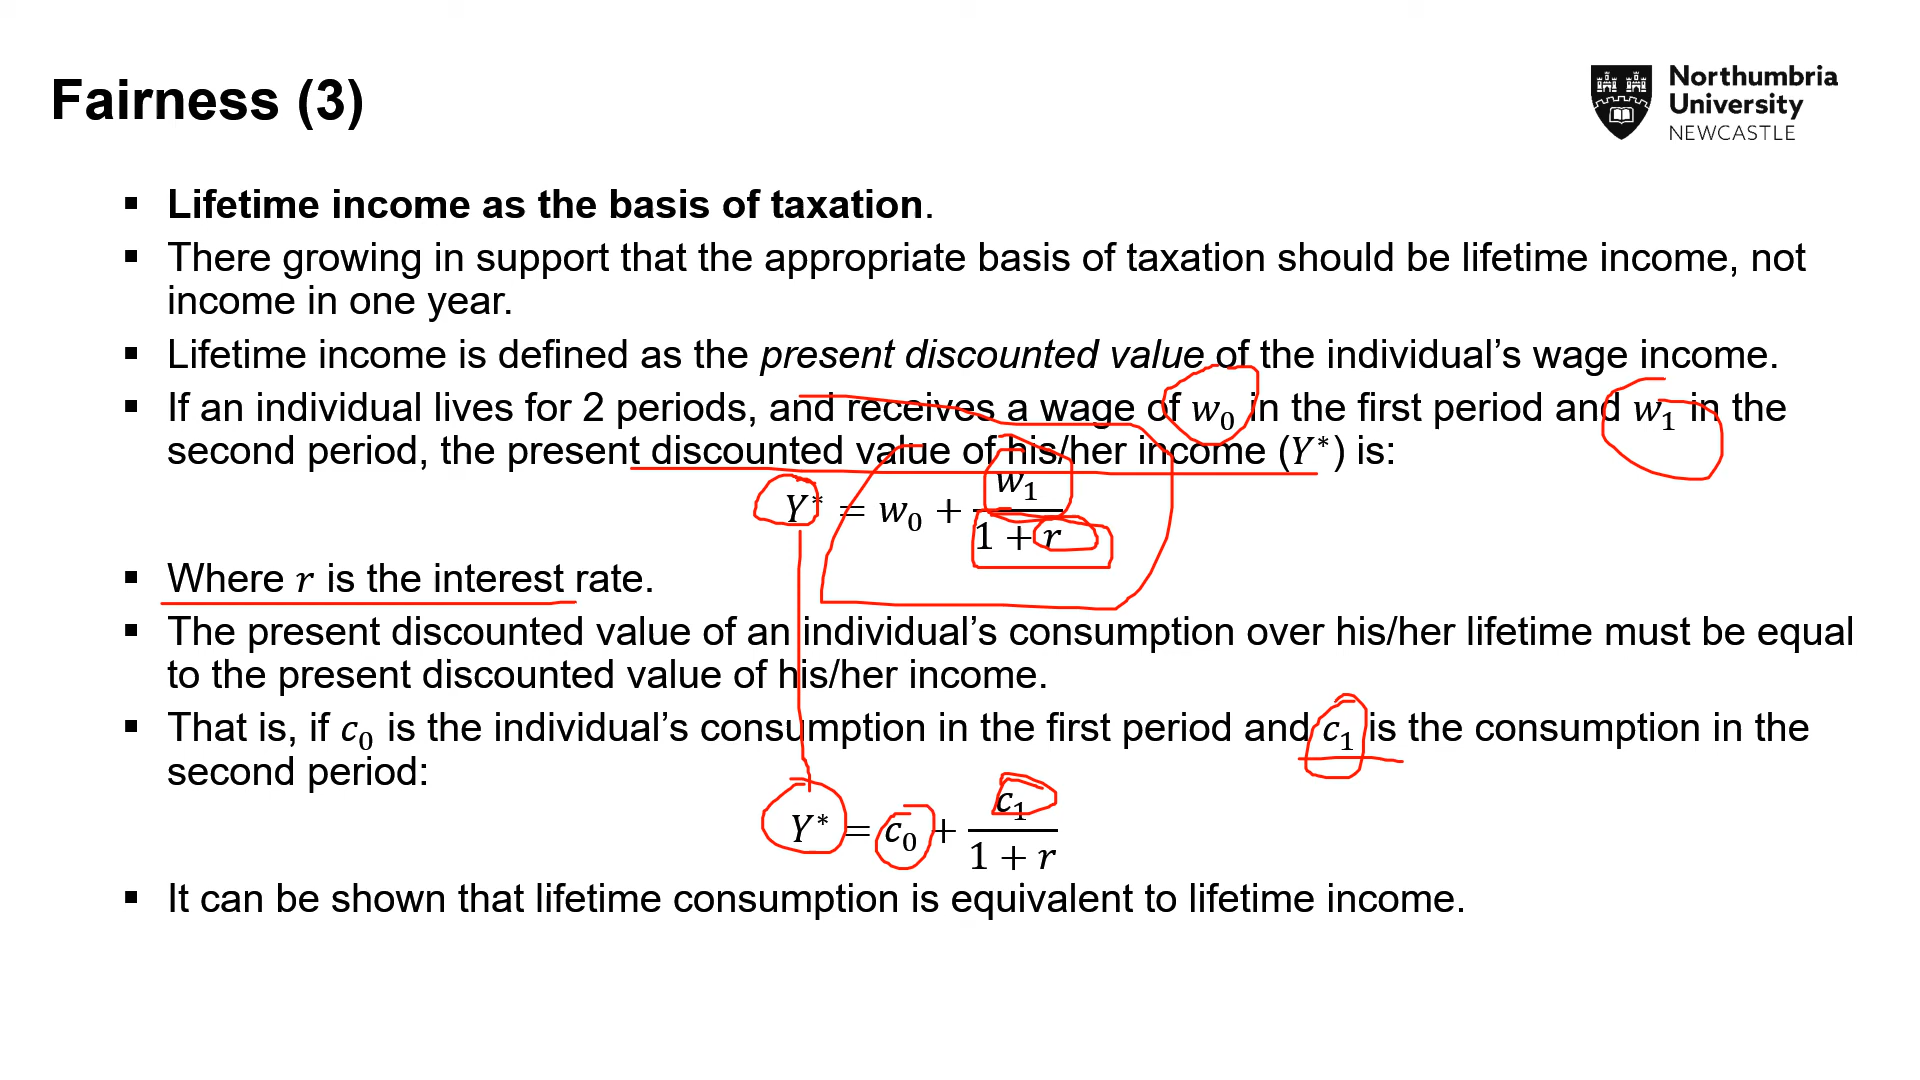 Fairness (3)
Northumbria
University
NEWCASTLE
▪ Lifetime income as the basis of taxation.
▪ There growing in support that the appropriate basis of taxation should be lifetime income, not
income in one year.
▪ Lifetime income is defined as the present discounted value of the individual’s wage income.
▪ If an individual lives for 2 periods, and receives a wage of w₀ in the first period and w₁ in the
second period, the present discounted value of his/her income (Y*) is:
Y* = w₀ + w₁ / 1 + r
▪ Where r is the interest rate.
▪ The present discounted value of an individual’s consumption over his/her lifetime must be equal
to the present discounted value of his/her income.
▪ That is, if c₀ is the individual’s consumption in the first period and c₁ is the consumption in the
second period:
Y* = c₀ + c₁ / 1 + r
▪ It can be shown that lifetime consumption is equivalent to lifetime income.